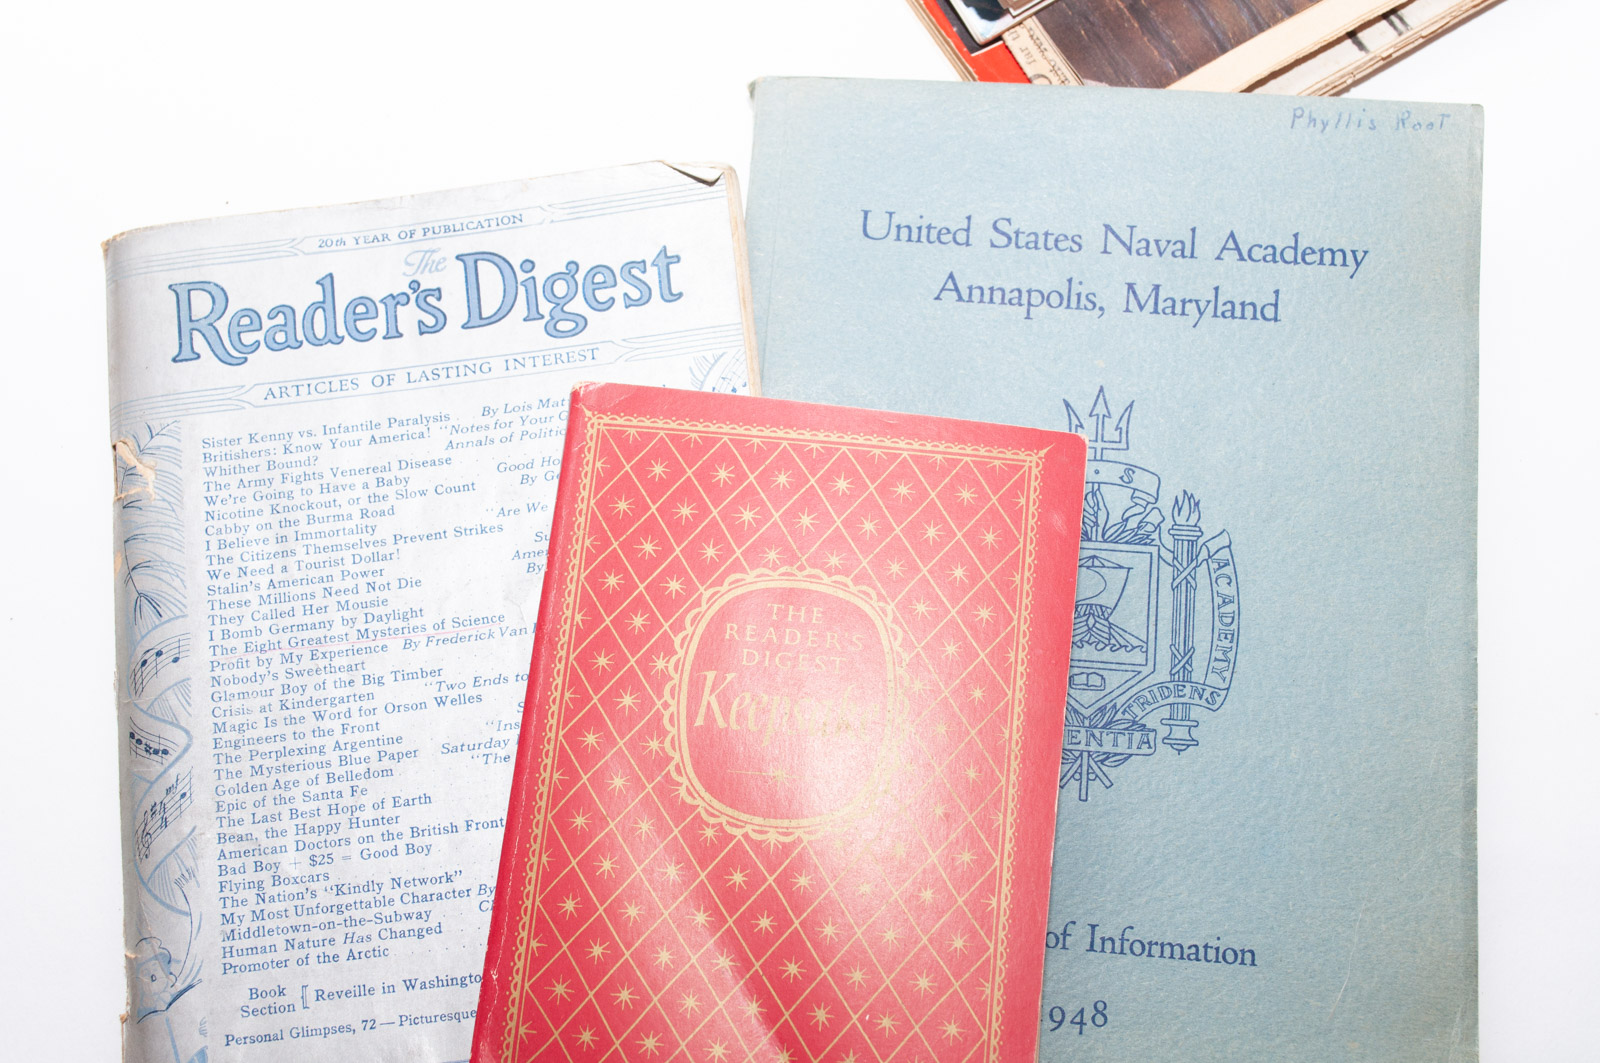 20th YEAR OF PUBLICATION
The
Reader's Digest
ARTICLES OF LASTING INTEREST
Sister Kenny vs. Infantile Paralysis . By Lois
Britishers: Know Your America! "Notes for Your
Whither Bound? Annals of
The Army Fights Venereal Disease
We're Going to Have a Baby Good
Nicotine Knockout, or the Slow Count By
Cabby on the Burma Road
I Believe in Immortality "Are We
The Citizens Themselves Prevent Strikes
We Need a Tourist Dollar!
Stalin's American Power
These Millions Need Not Die By
They Called Her Mousie
I Bomb Germany by Daylight
The Eight Greatest Mysteries of Science
Profit by My Experience By Frederick Van
Nobody's Sweetheart
Glamour Boy of the Big Timber
Crisis at Kindergarten "Two Ends to
Magic Is the Word for Orson Welles
Engineers to the Front
The Perplexing Argentine
The Mysterious Blue Paper Saturday
Golden Age of Belledom "The
Epic of the Santa Fe
The Last Best Hope of Earth
Bean, the Happy Hunter
American Doctors on the British Front
Bad Boy + $25 = Good Boy
Flying Boxcars
The Nation's "Kindly Network"
My Most Unforgettable Character By
Middletown-on-the-Subway
Human Nature Has Changed
Promoter of the Arctic
Book
Section [ Reveille in
Personal Glimpses, 72 — Picturesque
THE
READER'S
DIGEST
Keepsake
Phyllis Root
United States Naval Academy
Annapolis, Maryland
S
ACADEMY
TRIDENS
ENTIA
of Information
1948